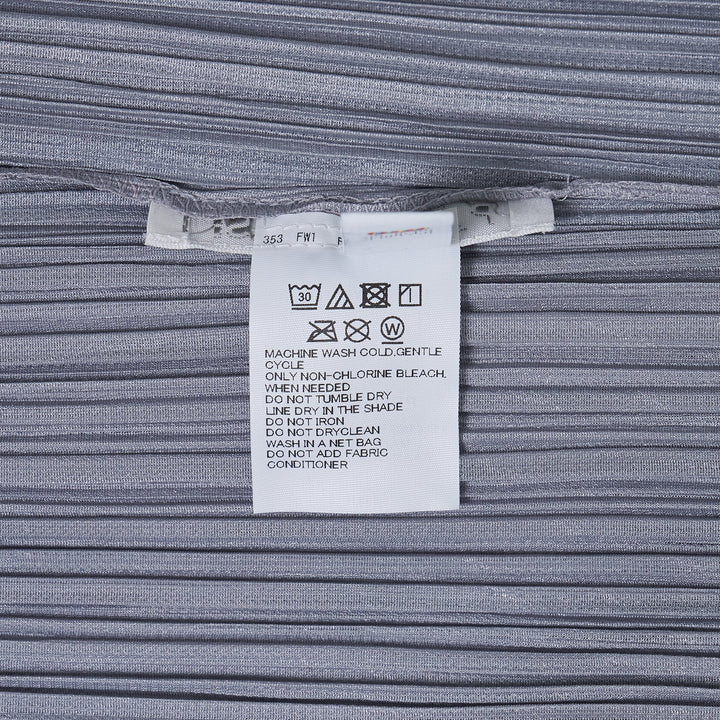 353 FW1
30
W
MACHINE WASH COLD,GENTLE
CYCLE
ONLY NON-CHLORINE BLEACH,
WHEN NEEDED
DO NOT TUMBLE DRY
LINE DRY IN THE SHADE
DO NOT IRON
DO NOT DRYCLEAN
WASH IN A NET BAG
DO NOT ADD FABRIC
CONDITIONER